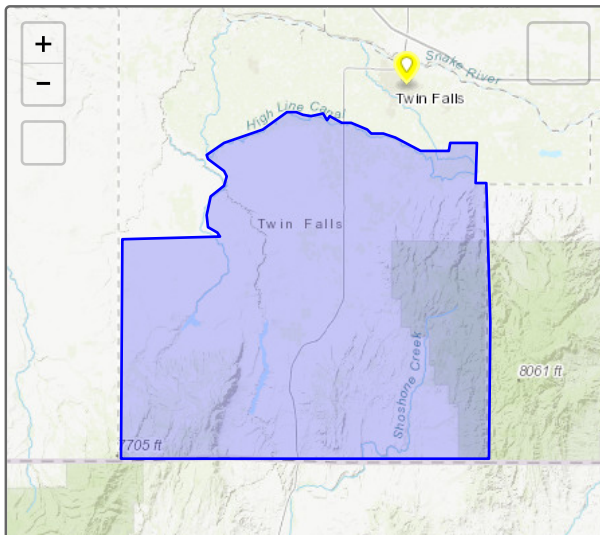 +
−
Snake River
Twin Falls
High Line Canal
Twin Falls
Shoshone Creek
8061 ft
7705 ft